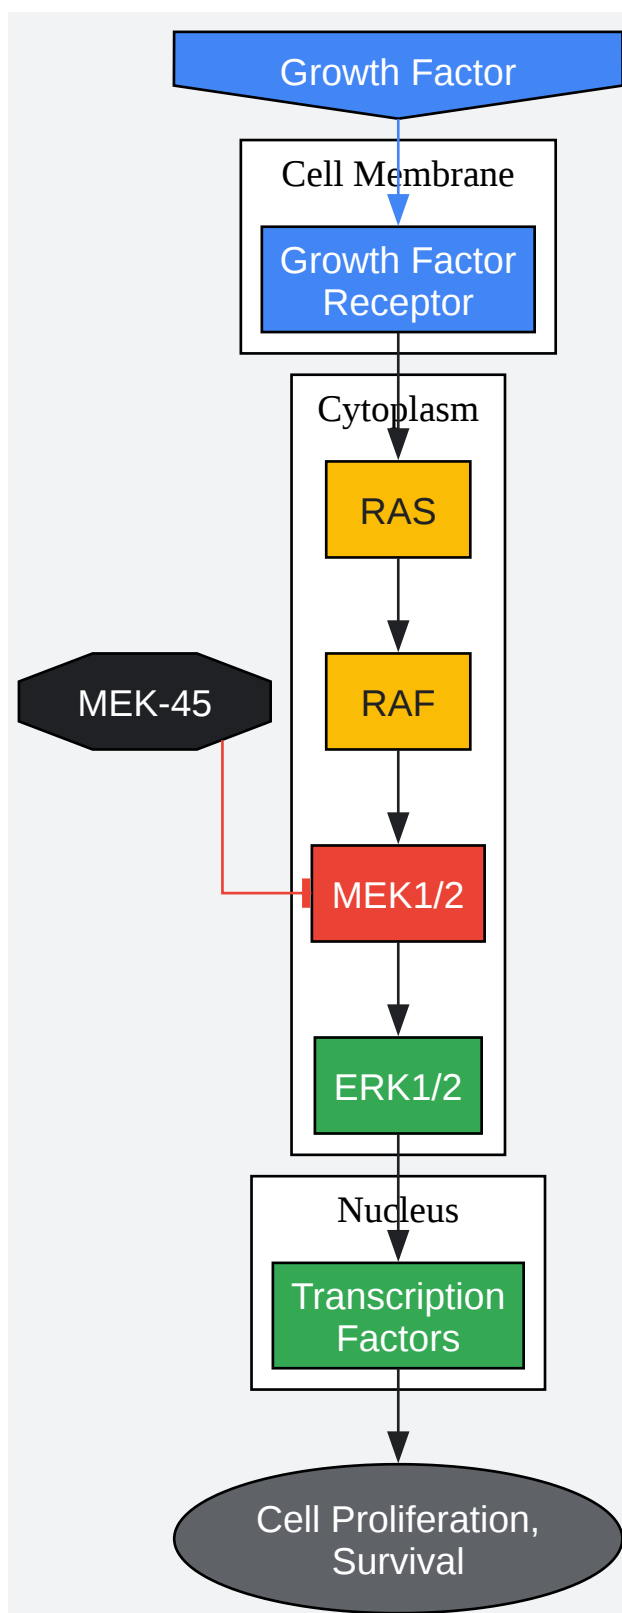 Growth Factor
Cell Membrane
Growth Factor
Receptor
Cytoplasm
RAS
MEK-45
RAF
MEK1/2
ERK1/2
Nucleus
Transcription
Factors
Cell Proliferation,
Survival